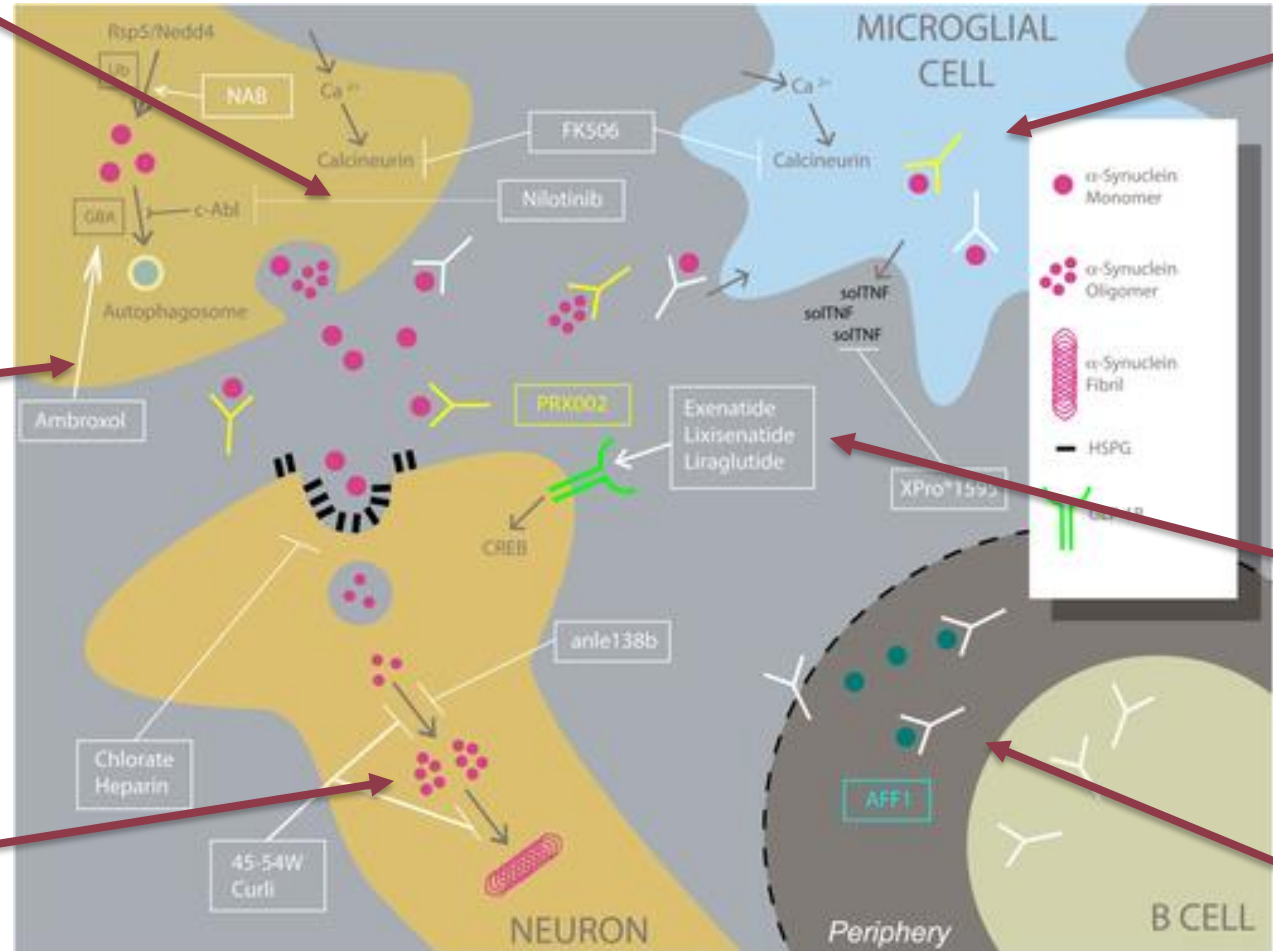 Rsp5/Nedd4
Ub
NAB
Ca 2+
Calcineurin
FK506
MICROGLIAL
CELL
Ca 2+
Calcineurin
GBA
c-Abl
Nilotinib
Autophagosome
solTNF
solTNF
solTNF
Ambroxol
PRX002
Exenatide
Lixisenatide
Liraglutide
XPro®1595
CREB
anle138b
Chlorate
Heparin
45-54W
Curli
AFF1
NEURON
Periphery
B CELL
α-Synuclein
Monomer
α-Synuclein
Oligomer
α-Synuclein
Fibril
HSPG